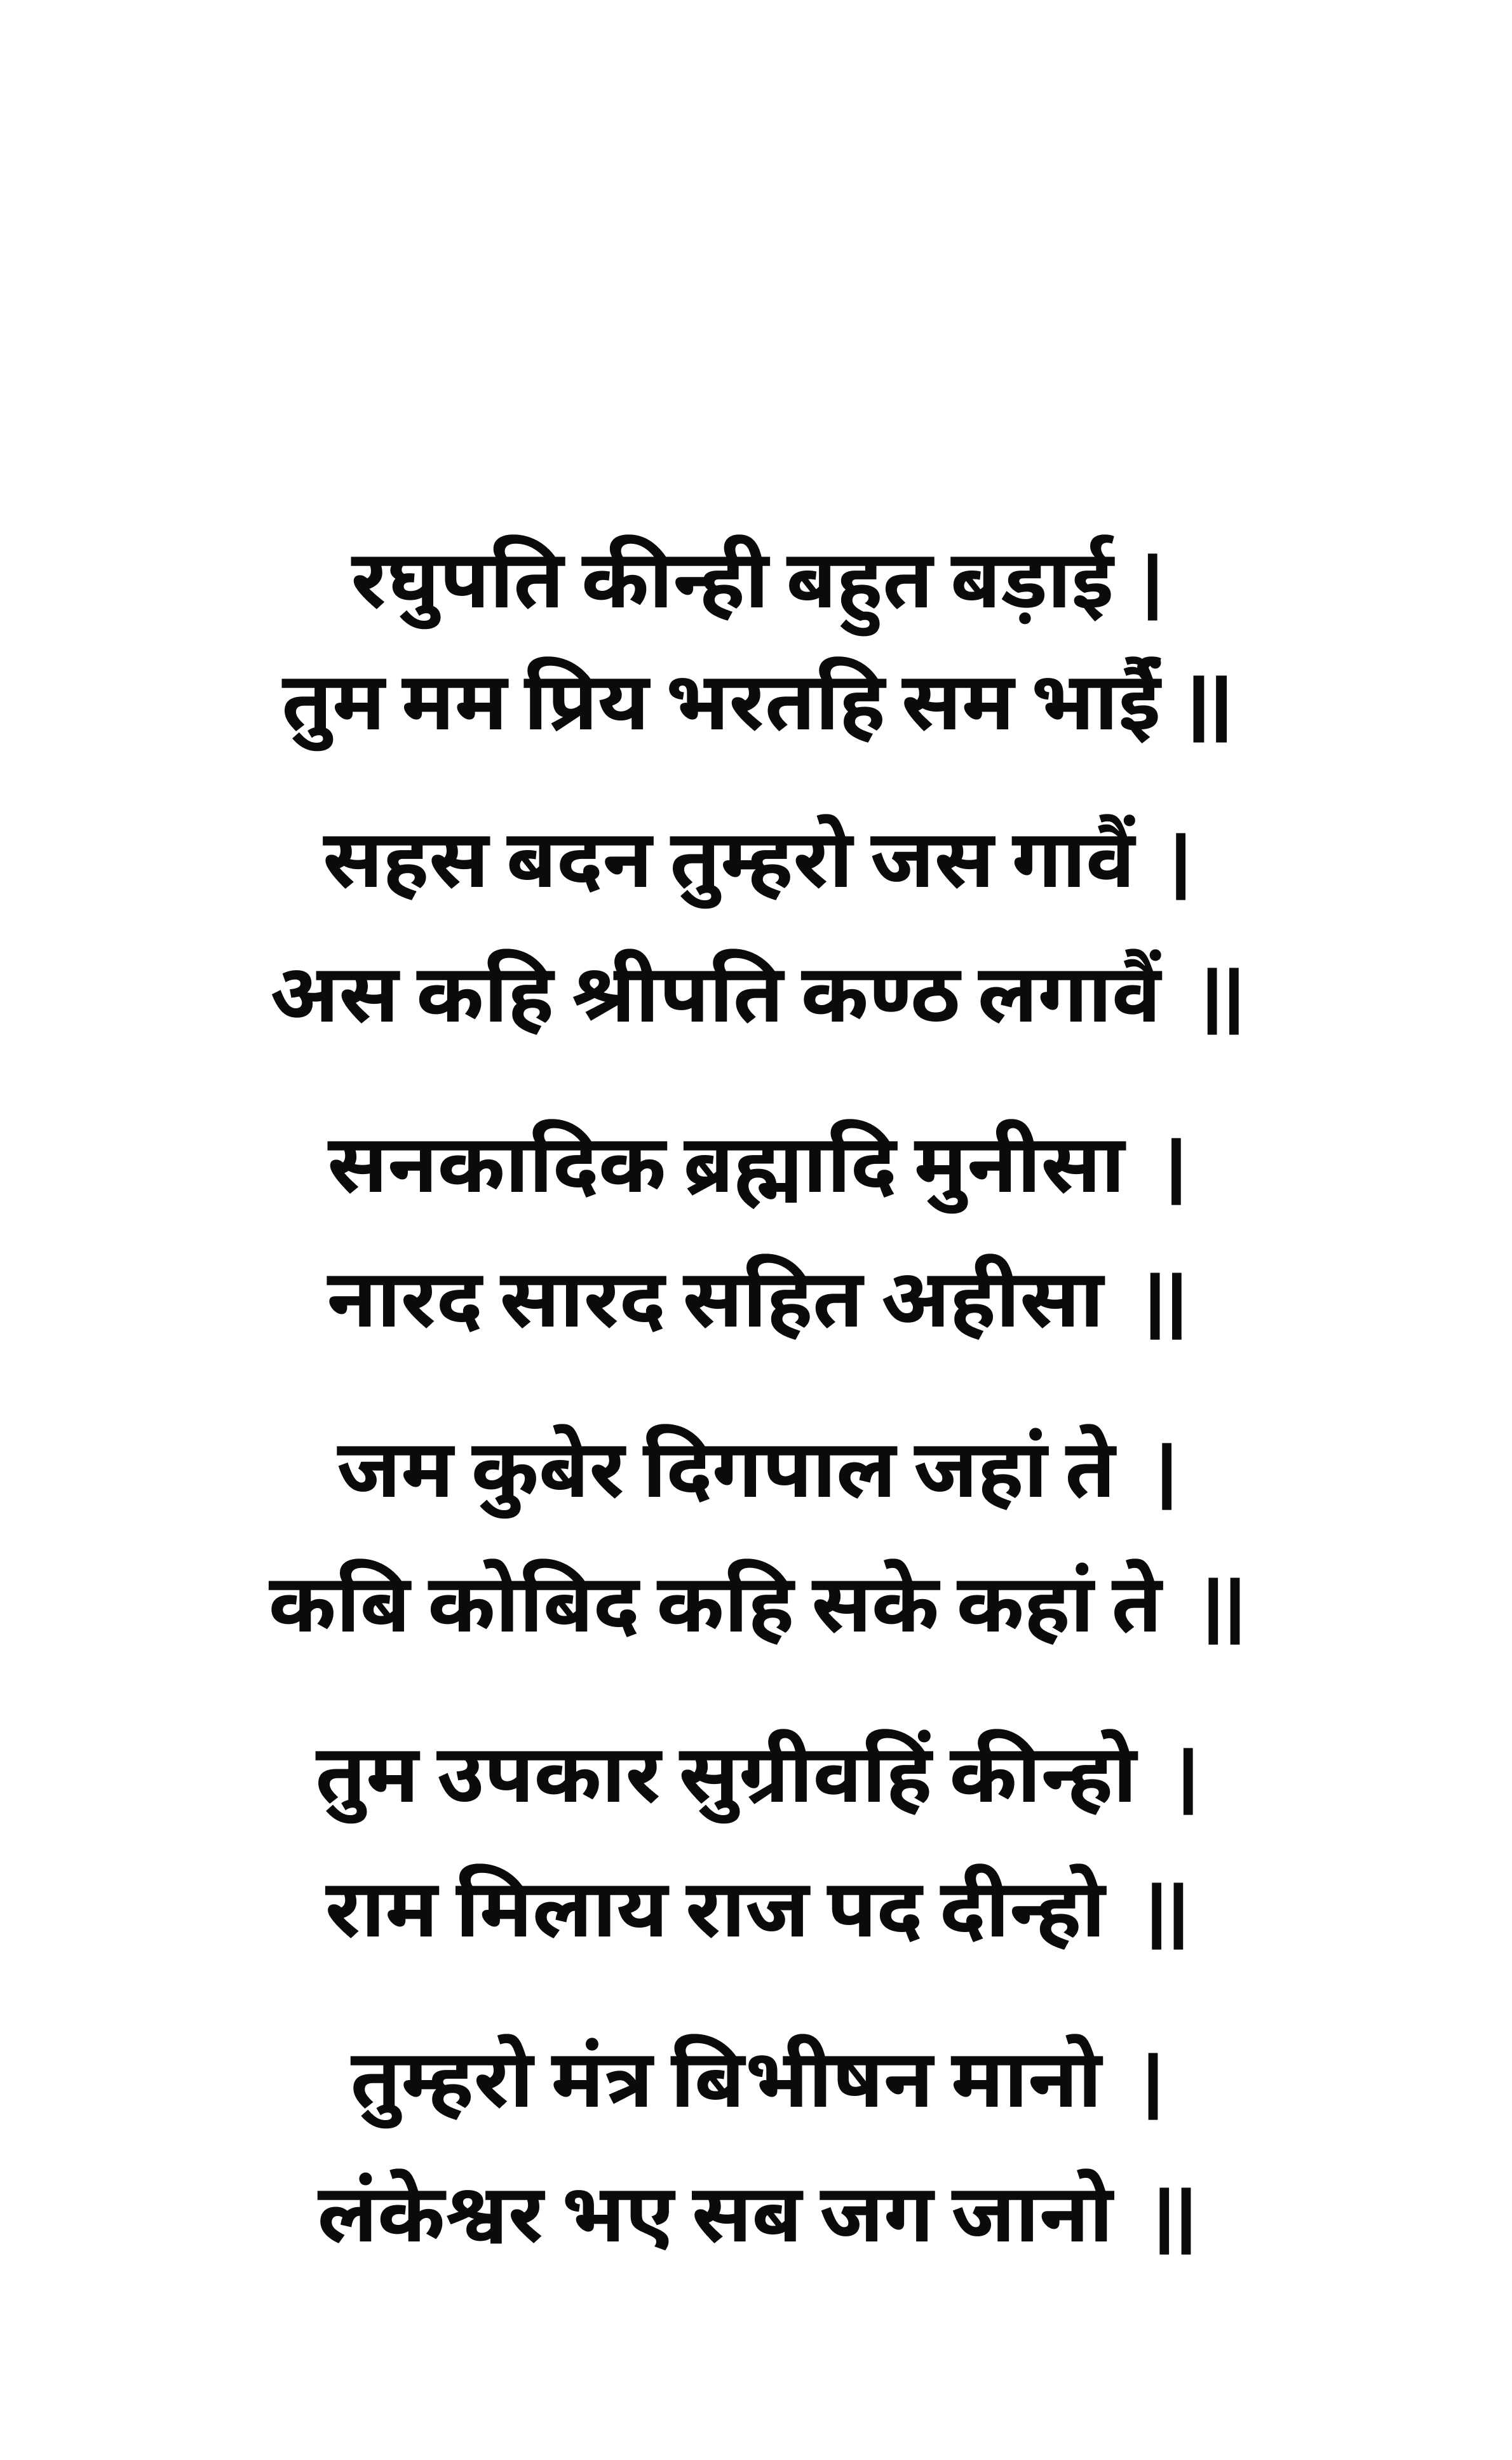 रघुपति कीन्ही बहुत बड़ाई |
तुम मम प्रिय भरतहि सम भाईैं ||
सहस बदन तुम्हरो जस गावैं |
अस कहि श्रीपति कण्ठ लगावैं ||
सनकादिक ब्रह्मादि मुनीसा |
नारद सारद सहित अहीसा ||
जम कुबेर दिगपाल जहां ते |
कबि कोबिद कहि सके कहां ते ||
तुम उपकार सुग्रीवहिं कीन्हो |
राम मिलाय राज पद दीन्हो ||
तुम्हरो मंत्र बिभीषन मानो |
लंकेश्वर भए सब जग जानो ||